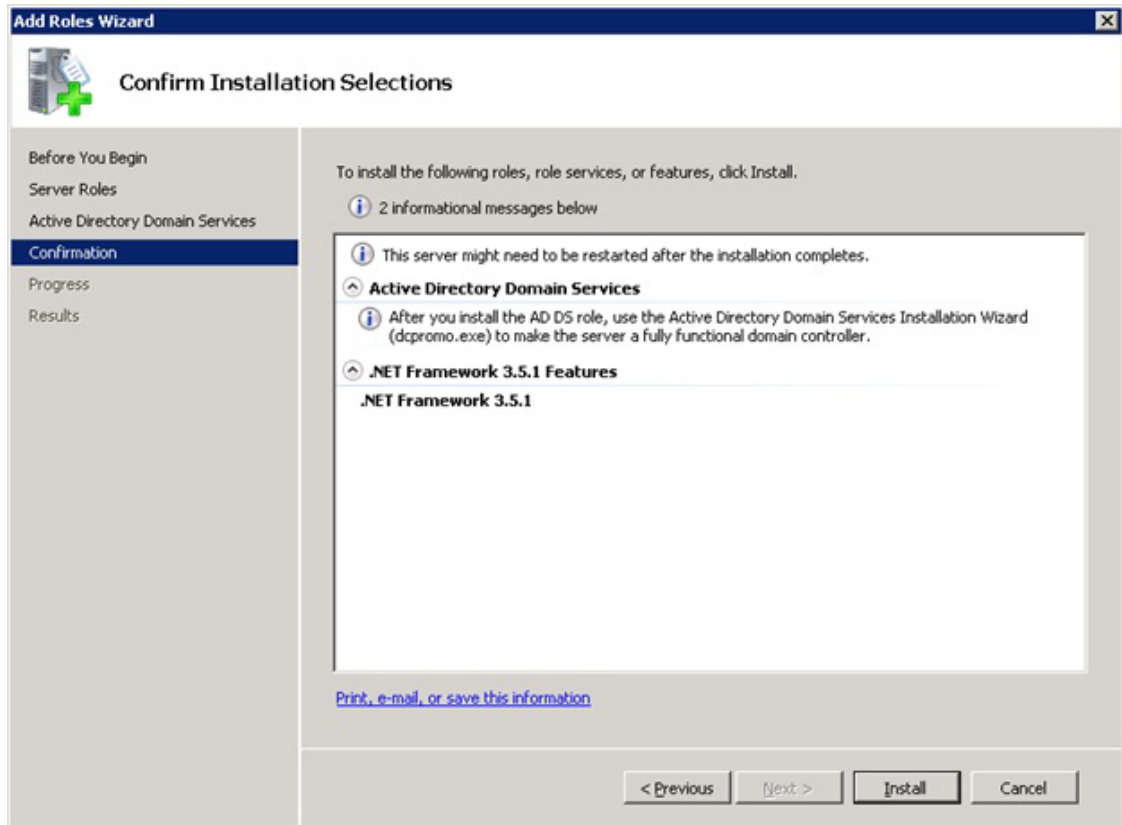 Add Roles Wizard
Confirm Installation Selections
Before You Begin
Server Roles
Active Directory Domain Services
Confirmation
Progress
Results
To install the following roles, role services, or features, click Install.
2 informational messages below
This server might need to be restarted after the installation completes.
Active Directory Domain Services
After you install the AD DS role, use the Active Directory Domain Services Installation Wizard
(dcpromo.exe) to make the server a fully functional domain controller.
.NET Framework 3.5.1 Features
.NET Framework 3.5.1
Print, e-mail, or save this information
< Previous
Next >
Install
Cancel